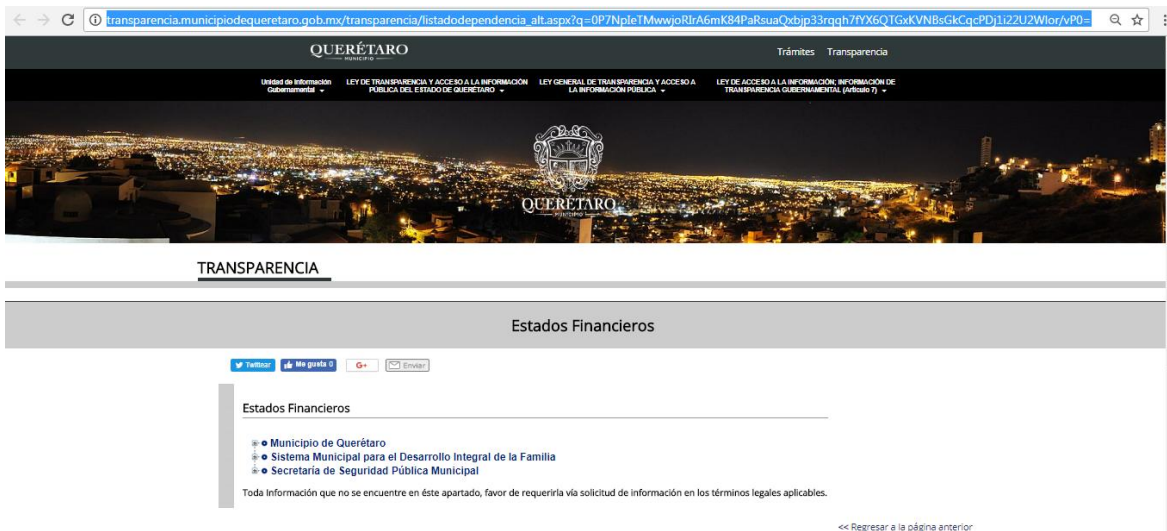 transparencia.municipiodequeretaro.gob.mx/transparencia/listadodependencia_alt.aspx?q=0P7NpIeTMwwjoRIrA6mK84PaRsuaQxbjp33rqqh7fYX6QTGxKVNBsGkCqcPDj1i22U2WIor/vP0=
QUERÉTARO
MUNICIPIO
Trámites Transparencia
Unidad de Información Gubernamental
LEY DE TRANSPARENCIA Y ACCESO A LA INFORMACIÓN PÚBLICA DEL ESTADO DE QUERÉTARO
LEY GENERAL DE TRANSPARENCIA Y ACCESO A LA INFORMACIÓN PÚBLICA
LEY DE ACCESO A LA INFORMACIÓN; INFORMACIÓN DE TRANSPARENCIA GUBERNAMENTAL (Artículo 7)
QUERÉTARO
MUNICIPIO
TRANSPARENCIA
Estados Financieros
Twittear Me gusta 0 G+ Enviar
Estados Financieros
Municipio de Querétaro
Sistema Municipal para el Desarrollo Integral de la Familia
Secretaría de Seguridad Pública Municipal
Toda Información que no se encuentre en éste apartado, favor de requerirla vía solicitud de información en los términos legales aplicables.
<< Regresar a la página anterior